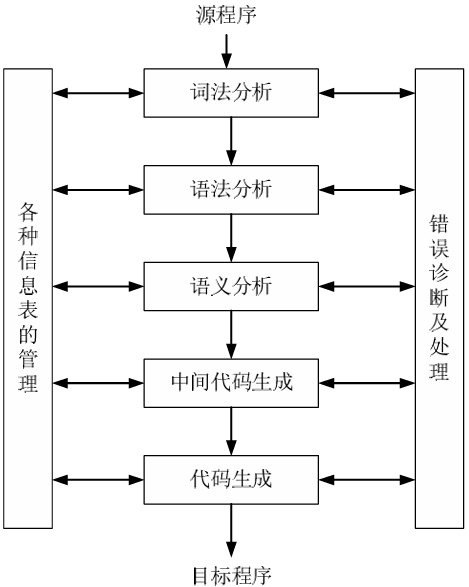 源程序
词法分析
语法分析
语义分析
中间代码生成
代码生成
目标程序
各种信息表的管理
错误诊断及处理